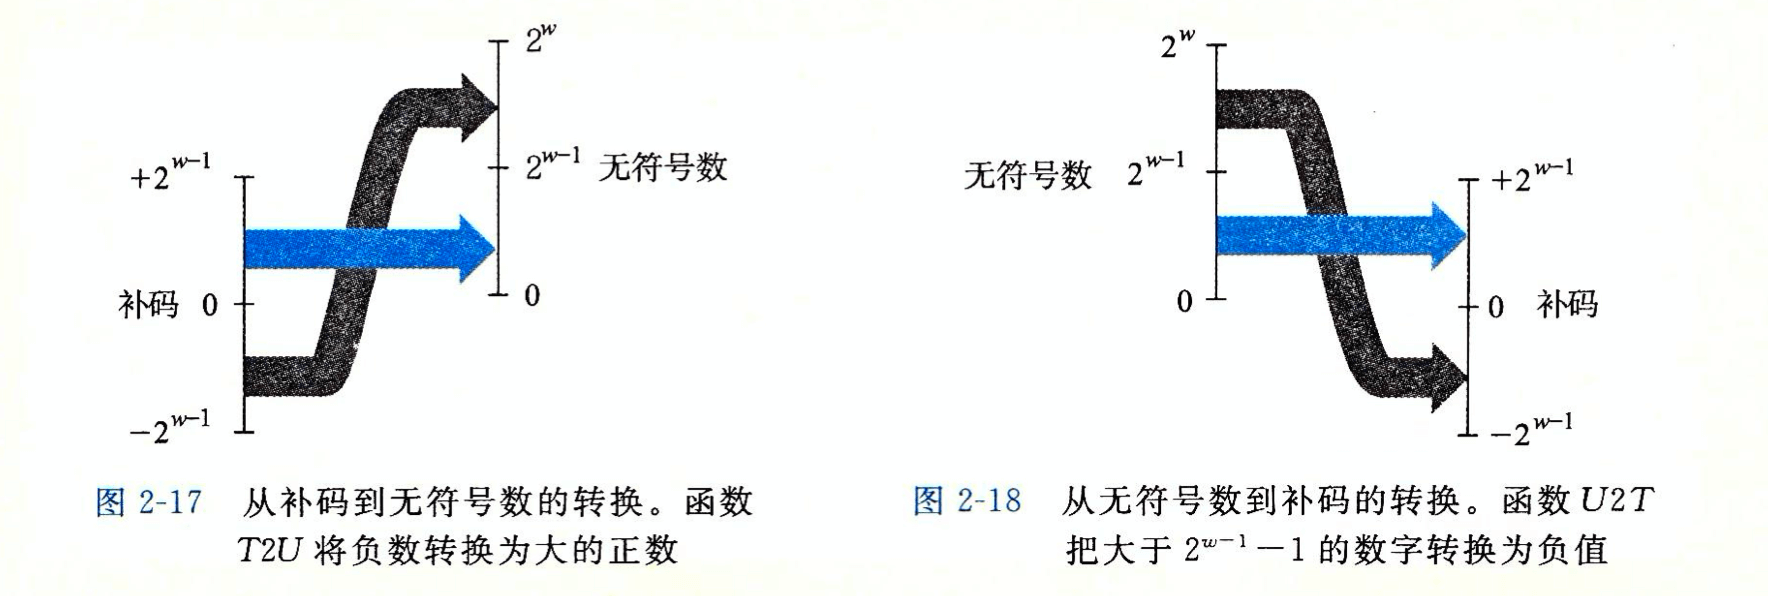 2^w
2^{w-1} 无符号数
+2^{w-1}
补码 0
0
-2^{w-1}
图 2-17 从补码到无符号数的转换。函数
T2U 将负数转换为大的正数
2^w
无符号数 2^{w-1}
+2^{w-1}
0
0 补码
-2^{w-1}
图 2-18 从无符号数到补码的转换。函数 U2T
把大于 2^{w-1}-1 的数字转换为负值